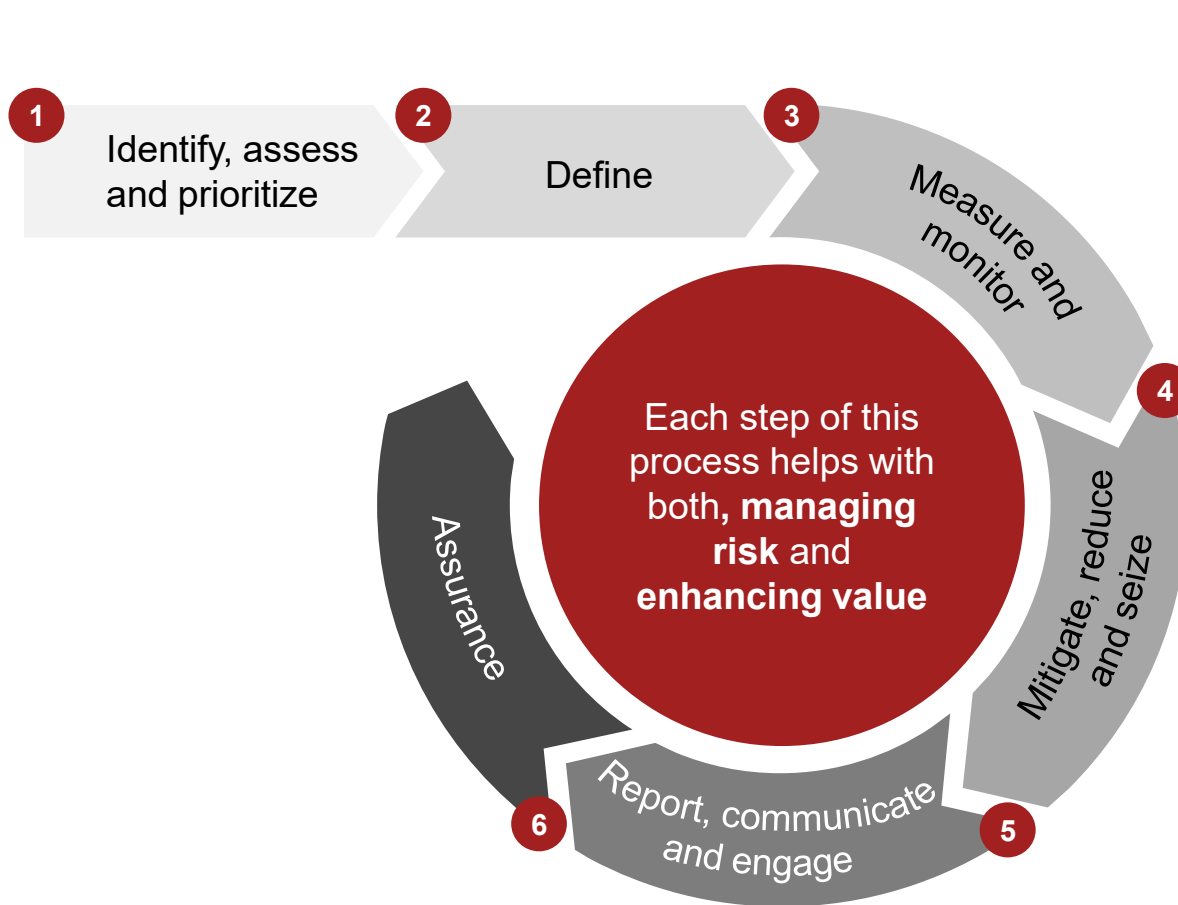 1
Identify, assess
and prioritize
2
Define
3
Measure and
monitor
4
Mitigate, reduce
and seize
5
Report, communicate
and engage
6
Assurance
Each step of this
process helps with
both, managing
risk and
enhancing value